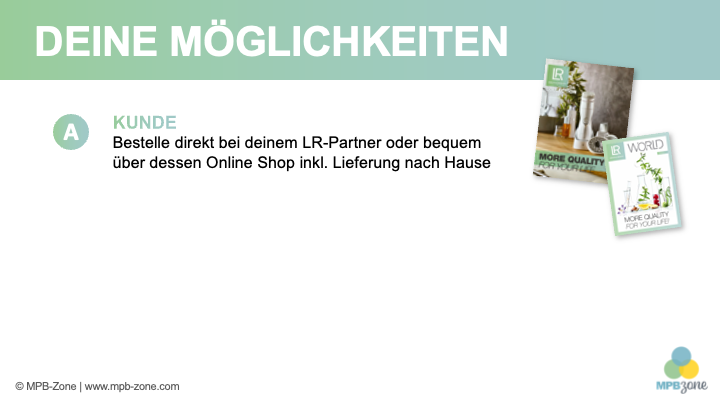 DEINE MÖGLICHKEITEN
A
KUNDE
Bestelle direkt bei deinem LR-Partner oder bequem
über dessen Online Shop inkl. Lieferung nach Hause
LR
MORE QUALITY
FOR YOUR LIFE
LR
WORLD
MORE QUALITY
FOR YOUR LIFE!
© MPB-Zone | www.mpb-zone.com
MPBzone